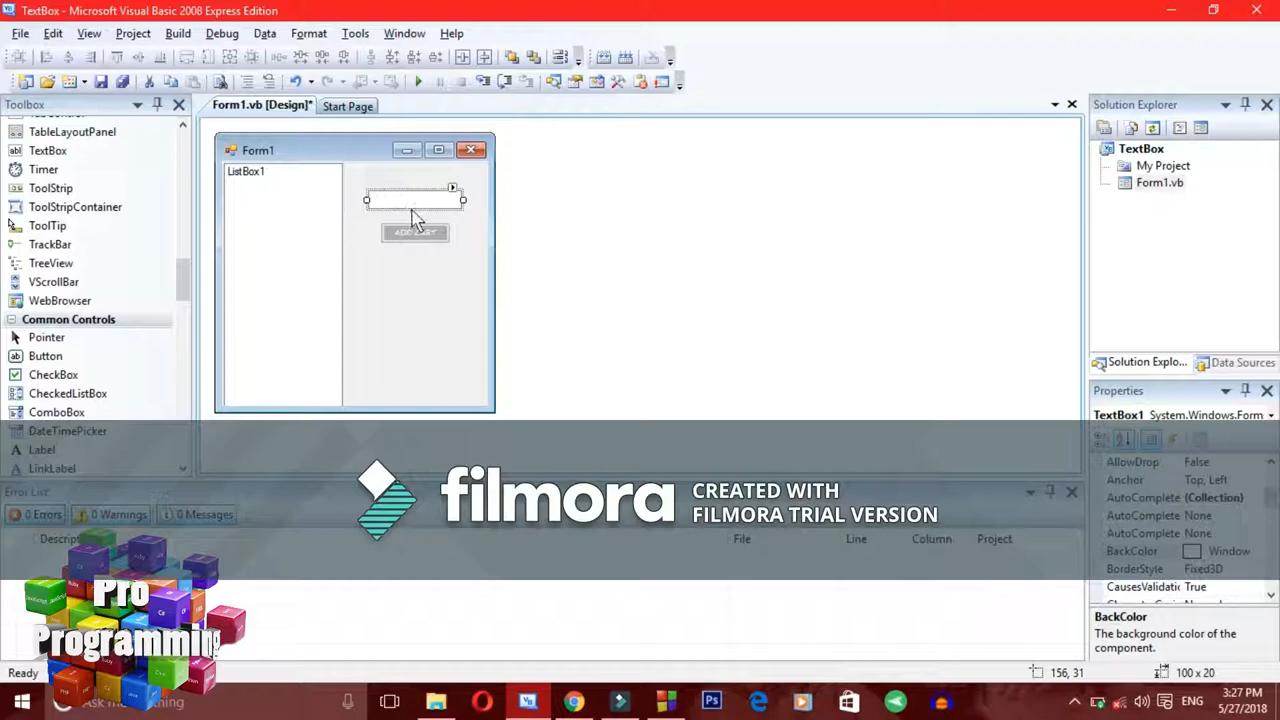 TextBox - Microsoft Visual Basic 2008 Express Edition
File Edit View Project Build Debug Data Format Tools Window Help
Toolbox
Form1.vb [Design]* Start Page
Solution Explorer
TableLayoutPanel
TextBox
Timer
ToolStrip
ToolStripContainer
ToolTip
TrackBar
TreeView
VScrollBar
WebBrowser
Common Controls
Pointer
Button
CheckBox
CheckedListBox
ComboBox
DateTimePicker
Label
LinkLabel
Form1
ListBox1
TextBox
My Project
Form1.vb
Solution Explo... Data Sources
Properties
TextBox1 System.Windows.Form
AllowDrop False
Anchor Top, Left
AutoComplete (Collection)
AutoComplete None
AutoComplete None
BackColor Window
BorderStyle Fixed3D
CausesValidati True
BackColor
The background color of the
component.
Error List
0 Errors 0 Warnings 0 Messages
File Line Column Project
filmora
CREATED WITH
FILMORA TRIAL VERSION
Pro
Programming
Ready
156, 31 100 x 20
ENG
3:27 PM
5/27/2018